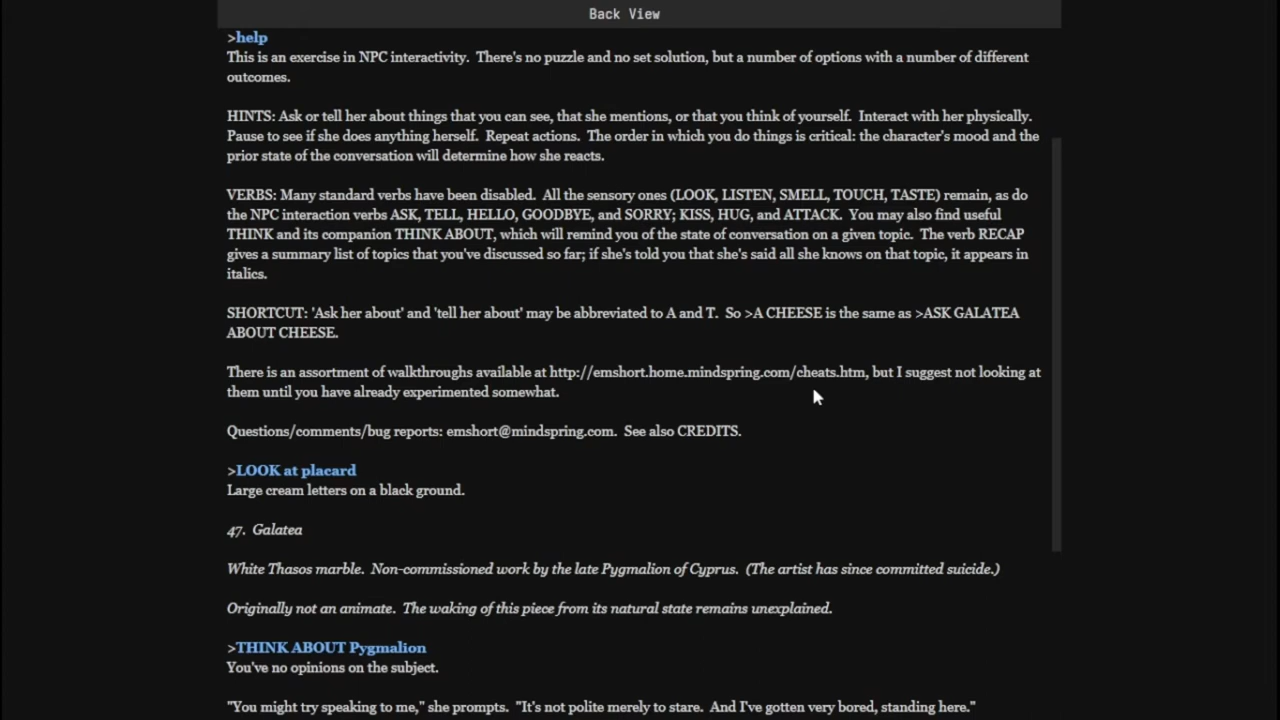 Back View
>help
This is an exercise in NPC interactivity.  There's no puzzle and no set solution, but a number of options with a number of different
outcomes.
HINTS: Ask or tell her about things that you can see, that she mentions, or that you think of yourself.  Interact with her physically.
Pause to see if she does anything herself.  Repeat actions.  The order in which you do things is critical: the character's mood and the
prior state of the conversation will determine how she reacts.
VERBS: Many standard verbs have been disabled.  All the sensory ones (LOOK, LISTEN, SMELL, TOUCH, TASTE) remain, as do
the NPC interaction verbs ASK, TELL, HELLO, GOODBYE, and SORRY; KISS, HUG, and ATTACK.  You may also find useful
THINK and its companion THINK ABOUT, which will remind you of the state of conversation on a given topic.  The verb RECAP
gives a summary list of topics that you've discussed so far; if she's told you that she's said all she knows on that topic, it appears in
italics.
SHORTCUT: 'Ask her about' and 'tell her about' may be abbreviated to A and T.  So >A CHEESE is the same as >ASK GALATEA
ABOUT CHEESE.
There is an assortment of walkthroughs available at http://emshort.home.mindspring.com/cheats.htm, but I suggest not looking at
them until you have already experimented somewhat.
Questions/comments/bug reports: emshort@mindspring.com.  See also CREDITS.
>LOOK at placard
Large cream letters on a black ground.
47.  Galatea
White Thasos marble.  Non-commissioned work by the late Pygmalion of Cyprus.  (The artist has since committed suicide.)
Originally not an animate.  The waking of this piece from its natural state remains unexplained.
>THINK ABOUT Pygmalion
You've no opinions on the subject.
"You might try speaking to me," she prompts.  "It's not polite merely to stare.  And I've gotten very bored, standing here."